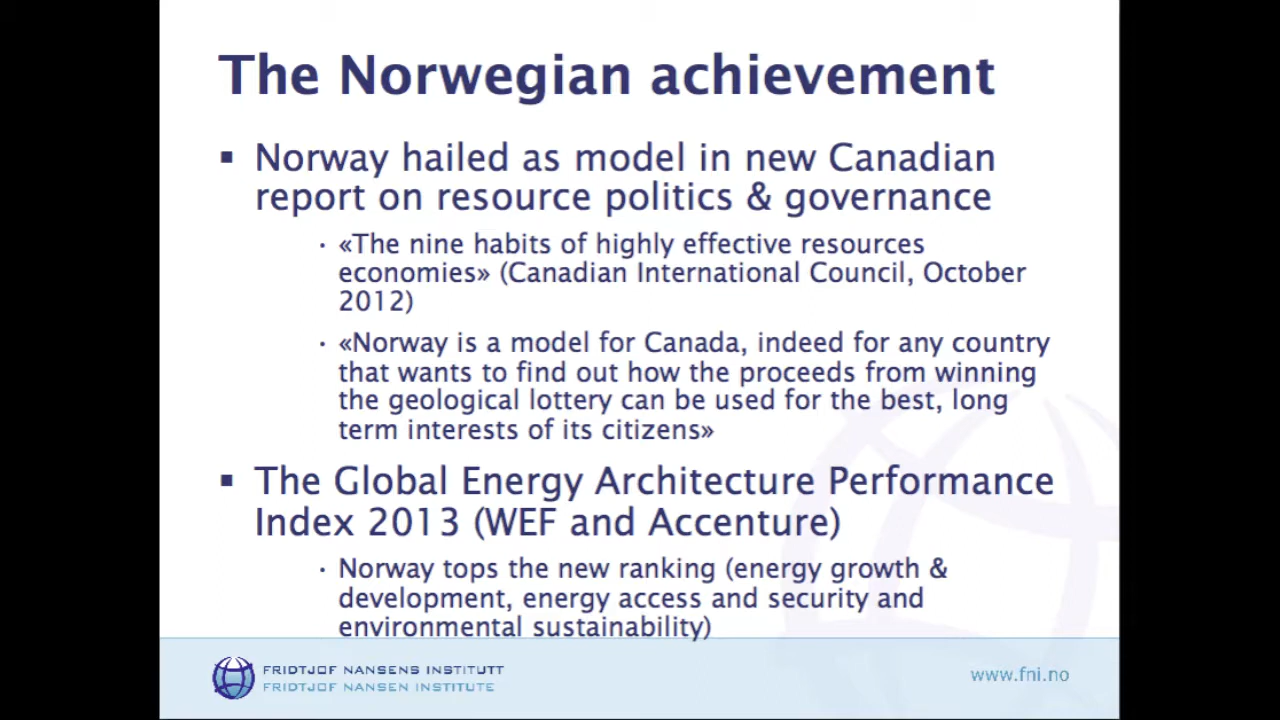 The Norwegian achievement
▪ Norway hailed as model in new Canadian
report on resource politics & governance
· «The nine habits of highly effective resources
economies» (Canadian International Council, October
2012)
· «Norway is a model for Canada, indeed for any country
that wants to find out how the proceeds from winning
the geological lottery can be used for the best, long
term interests of its citizens»
▪ The Global Energy Architecture Performance
Index 2013 (WEF and Accenture)
· Norway tops the new ranking (energy growth &
development, energy access and security and
environmental sustainability)
FRIDTJOF NANSENS INSTITUTT
FRIDTJOF NANSEN INSTITUTE
www.fni.no